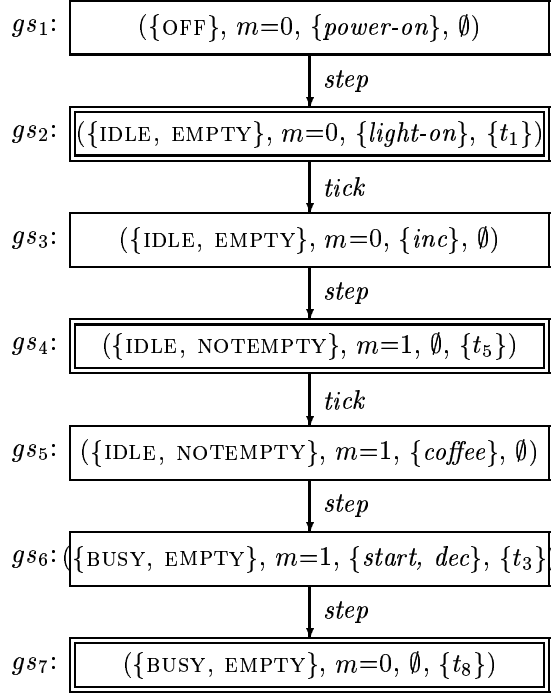 gs₁: ({OFF}, m=0, {power-on}, ∅)
step
gs₂: ({IDLE, EMPTY}, m=0, {light-on}, {t₁})
tick
gs₃: ({IDLE, EMPTY}, m=0, {inc}, ∅)
step
gs₄: ({IDLE, NOTEMPTY}, m=1, ∅, {t₅})
tick
gs₅: ({IDLE, NOTEMPTY}, m=1, {coffee}, ∅)
step
gs₆: ({BUSY, EMPTY}, m=1, {start, dec}, {t₃})
step
gs₇: ({BUSY, EMPTY}, m=0, ∅, {t₈})